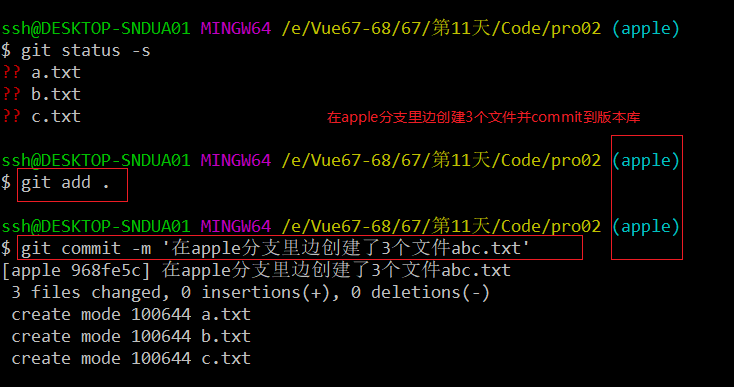 ssh@DESKTOP-SNDUA01 MINGW64 /e/Vue67-68/67/第11天/Code/pro02 (apple)
$ git status -s
?? a.txt
?? b.txt
?? c.txt
在apple分支里边创建3个文件并commit到版本库
ssh@DESKTOP-SNDUA01 MINGW64 /e/Vue67-68/67/第11天/Code/pro02 (apple)
$ git add .
ssh@DESKTOP-SNDUA01 MINGW64 /e/Vue67-68/67/第11天/Code/pro02 (apple)
$ git commit -m '在apple分支里边创建了3个文件abc.txt'
[apple 968fe5c] 在apple分支里边创建了3个文件abc.txt
3 files changed, 0 insertions(+), 0 deletions(-)
create mode 100644 a.txt
create mode 100644 b.txt
create mode 100644 c.txt